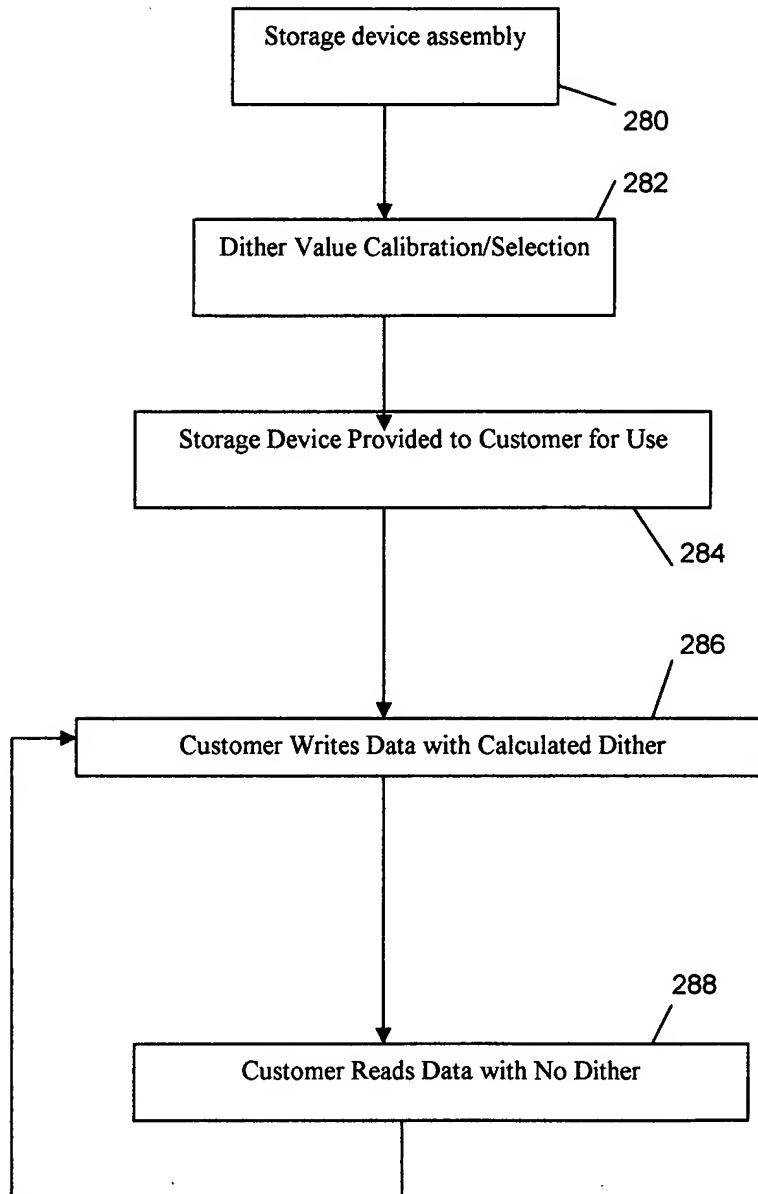 Storage device assembly
280
282
Dither Value Calibration/Selection
Storage Device Provided to Customer for Use
284
286
Customer Writes Data with Calculated Dither
288
Customer Reads Data with No Dither